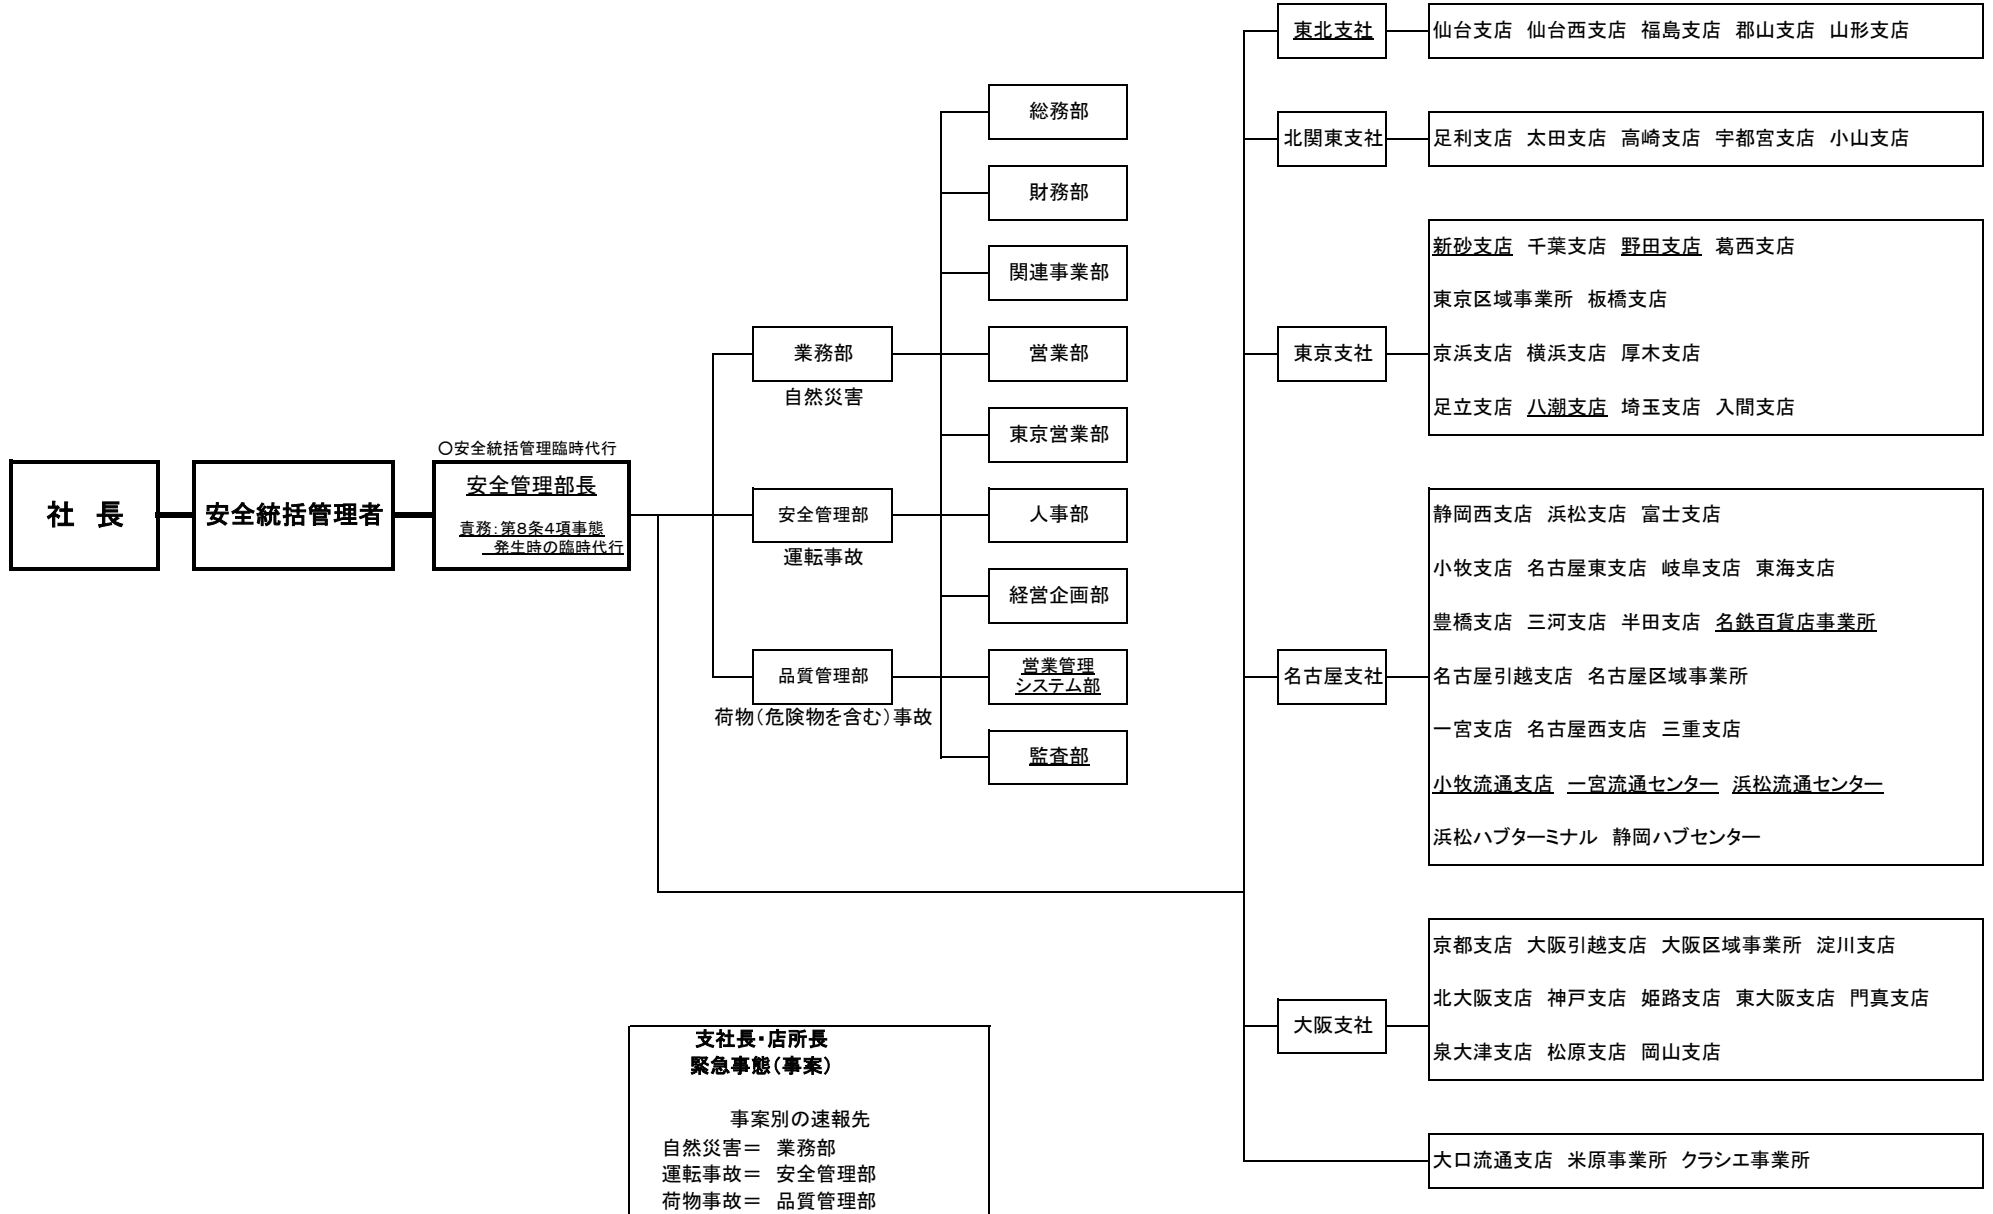 社　長
安全統括管理者
○安全統括管理臨時代行
安全管理部長
責務：第8条4項事態
発生時の臨時代行
業務部
自然災害
安全管理部
運転事故
品質管理部
荷物（危険物を含む）事故
総務部
財務部
関連事業部
営業部
東京営業部
人事部
経営企画部
営業管理
システム部
監査部
東北支社
仙台支店　仙台西支店　福島支店　郡山支店　山形支店
北関東支社
足利支店　太田支店　高崎支店　宇都宮支店　小山支店
東京支社
新砂支店　千葉支店　野田支店　葛西支店
東京区域事業所　板橋支店
京浜支店　横浜支店　厚木支店
足立支店　八潮支店　埼玉支店　入間支店
名古屋支社
静岡西支店　浜松支店　富士支店
小牧支店　名古屋東支店　岐阜支店　東海支店
豊橋支店　三河支店　半田支店　名鉄百貨店事業所
名古屋引越支店　名古屋区域事業所
一宮支店　名古屋西支店　三重支店
小牧流通支店　一宮流通センター　浜松流通センター
浜松ハブターミナル　静岡ハブセンター
大阪支社
京都支店　大阪引越支店　大阪区域事業所　淀川支店
北大阪支店　神戸支店　姫路支店　東大阪支店　門真支店
泉大津支店　松原支店　岡山支店
大口流通支店　米原事業所　クラシエ事業所
支社長・店所長
緊急事態（事案）
事案別の速報先
自然災害＝　業務部
運転事故＝　安全管理部
荷物事故＝　品質管理部